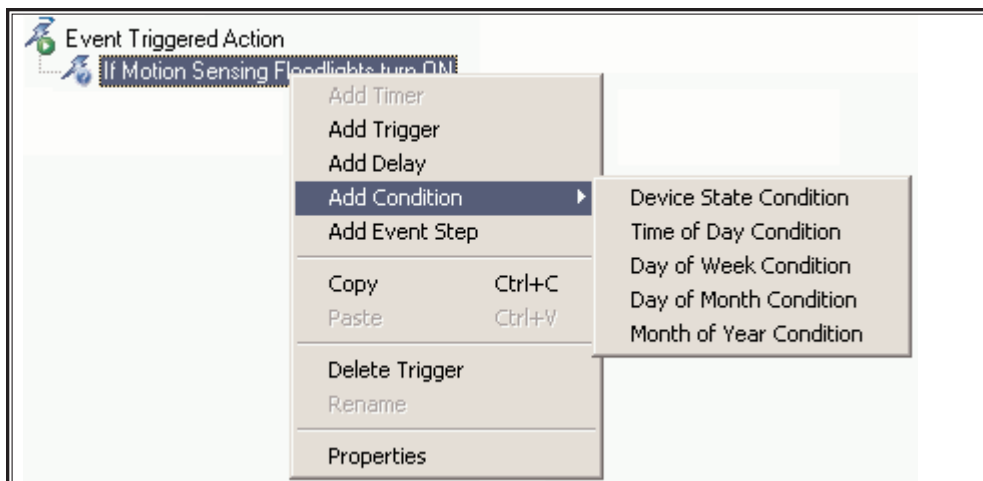 Event Triggered Action
If Motion Sensing Floodlights turn ON
Add Timer
Add Trigger
Add Delay
Add Condition
Add Event Step
Copy Ctrl+C
Paste Ctrl+V
Delete Trigger
Rename
Properties
Device State Condition
Time of Day Condition
Day of Week Condition
Day of Month Condition
Month of Year Condition